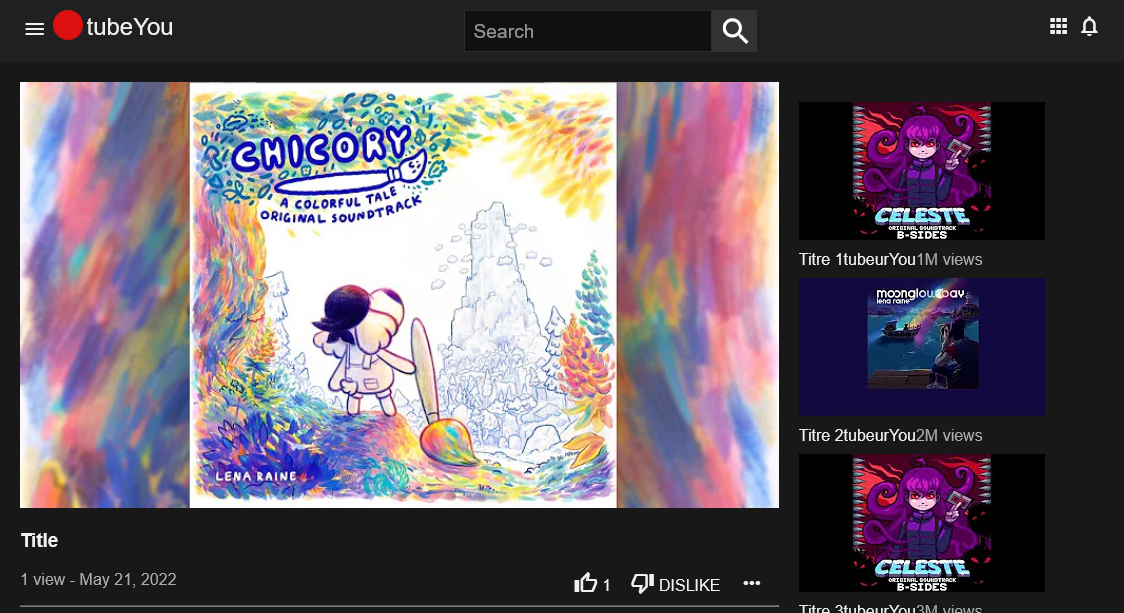 tubeYou
Search
CHICORY
A COLORFUL TALE
ORIGINAL SOUNDTRACK
LENA RAINE
Title
1 view - May 21, 2022
1
DISLIKE
CELESTE
ORIGINAL SOUNDTRACK
B-SIDES
Titre 1tubeurYou1M views
moonglow bay
lena raine
Titre 2tubeurYou2M views
CELESTE
ORIGINAL SOUNDTRACK
B-SIDES
Titre 3tubeurYou3M views